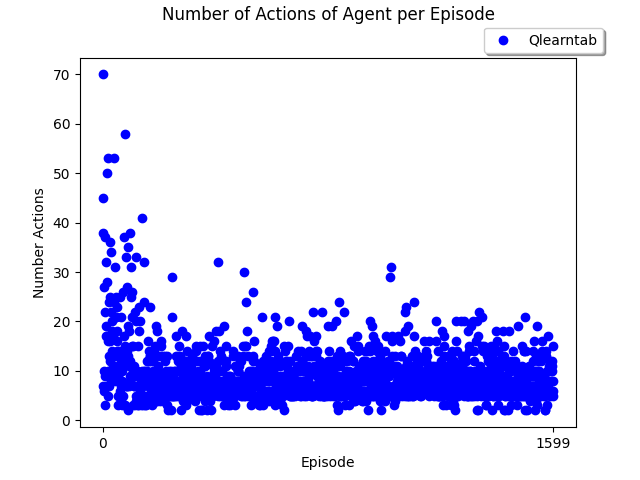 Number of Actions of Agent per Episode
Qlearntab
70
60
50
40
30
20
10
0
Number Actions
0 1599
Episode